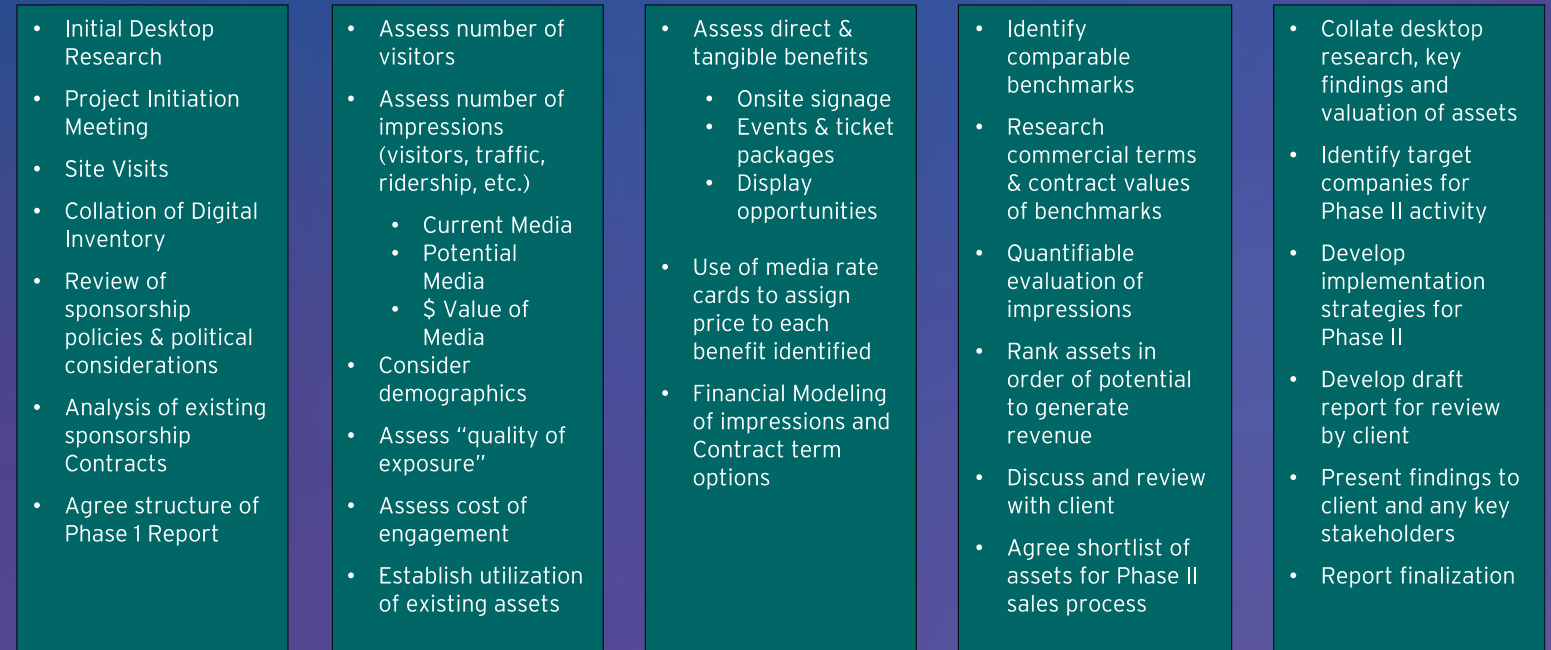 • Initial Desktop
Research
• Project Initiation
Meeting
• Site Visits
• Collation of Digital
Inventory
• Review of
sponsorship
policies & political
considerations
• Analysis of existing
sponsorship
Contracts
• Agree structure of
Phase 1 Report
• Assess number of
visitors
• Assess number of
impressions
(visitors, traffic,
ridership, etc.)
• Current Media
• Potential
Media
• $ Value of
Media
• Consider
demographics
• Assess “quality of
exposure”
• Assess cost of
engagement
• Establish utilization
of existing assets
• Assess direct &
tangible benefits
• Onsite signage
• Events & ticket
packages
• Display
opportunities
• Use of media rate
cards to assign
price to each
benefit identified
• Financial Modeling
of impressions and
Contract term
options
• Identify
comparable
benchmarks
• Research
commercial terms
& contract values
of benchmarks
• Quantifiable
evaluation of
impressions
• Rank assets in
order of potential
to generate
revenue
• Discuss and review
with client
• Agree shortlist of
assets for Phase II
sales process
• Collate desktop
research, key
findings and
valuation of assets
• Identify target
companies for
Phase II activity
• Develop
implementation
strategies for
Phase II
• Develop draft
report for review
by client
• Present findings to
client and any key
stakeholders
• Report finalization